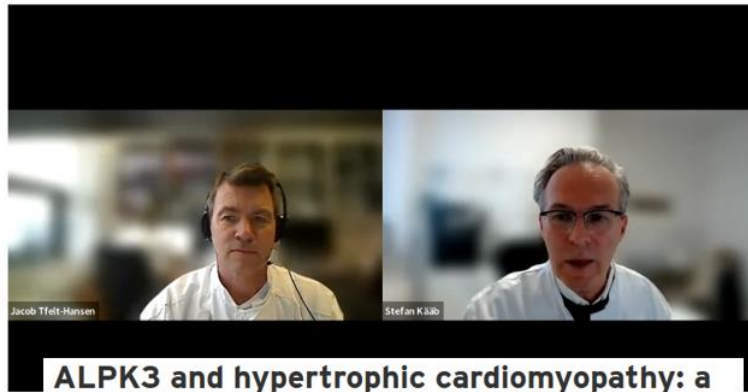 Jacob Tfelt-Hansen
Stefan Kääb
ALPK3 and hypertrophic cardiomyopathy: a